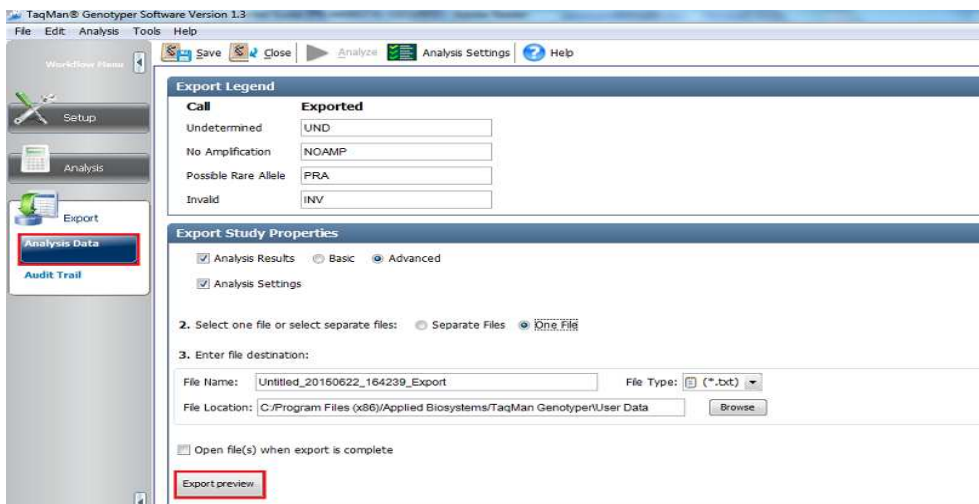 TaqMan® Genotyper Software Version 1.3
File Edit Analysis Tools Help
Workflow Menu
Save Close Analyze Analysis Settings Help
Setup
Analysis
Export
Analysis Data
Audit Trail
Export Legend
Call Exported
Undetermined UND
No Amplification NOAMP
Possible Rare Allele PRA
Invalid INV
Export Study Properties
Analysis Results Basic Advanced
Analysis Settings
2. Select one file or select separate files: Separate Files One File
3. Enter file destination:
File Name: Untitled_20150622_164239_Export File Type: (*.txt)
File Location: C:/Program Files (x86)/Applied Biosystems/TaqMan Genotyper\User Data Browse
Open file(s) when export is complete
Export preview